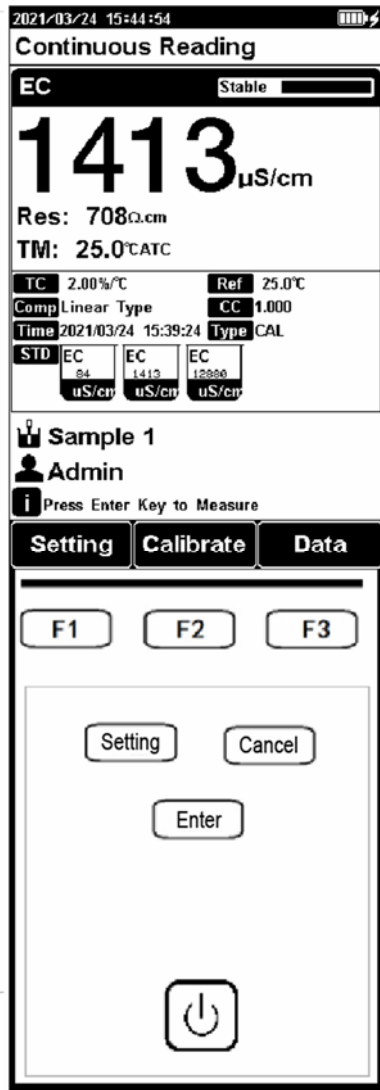 2021/03/24 15:44:54
Continuous Reading
EC Stable
1413 µS/cm
Res: 708Ω.cm
TM: 25.0°CATC
TC 2.00%/°C Ref 25.0°C
Comp Linear Type CC 1.000
Time 2021/03/24 15:39:24 Type CAL
STD EC EC EC
84 1413 12880
uS/cm uS/cm uS/cm
Sample 1
Admin
i Press Enter Key to Measure
Setting Calibrate Data
F1 F2 F3
Setting Cancel
Enter